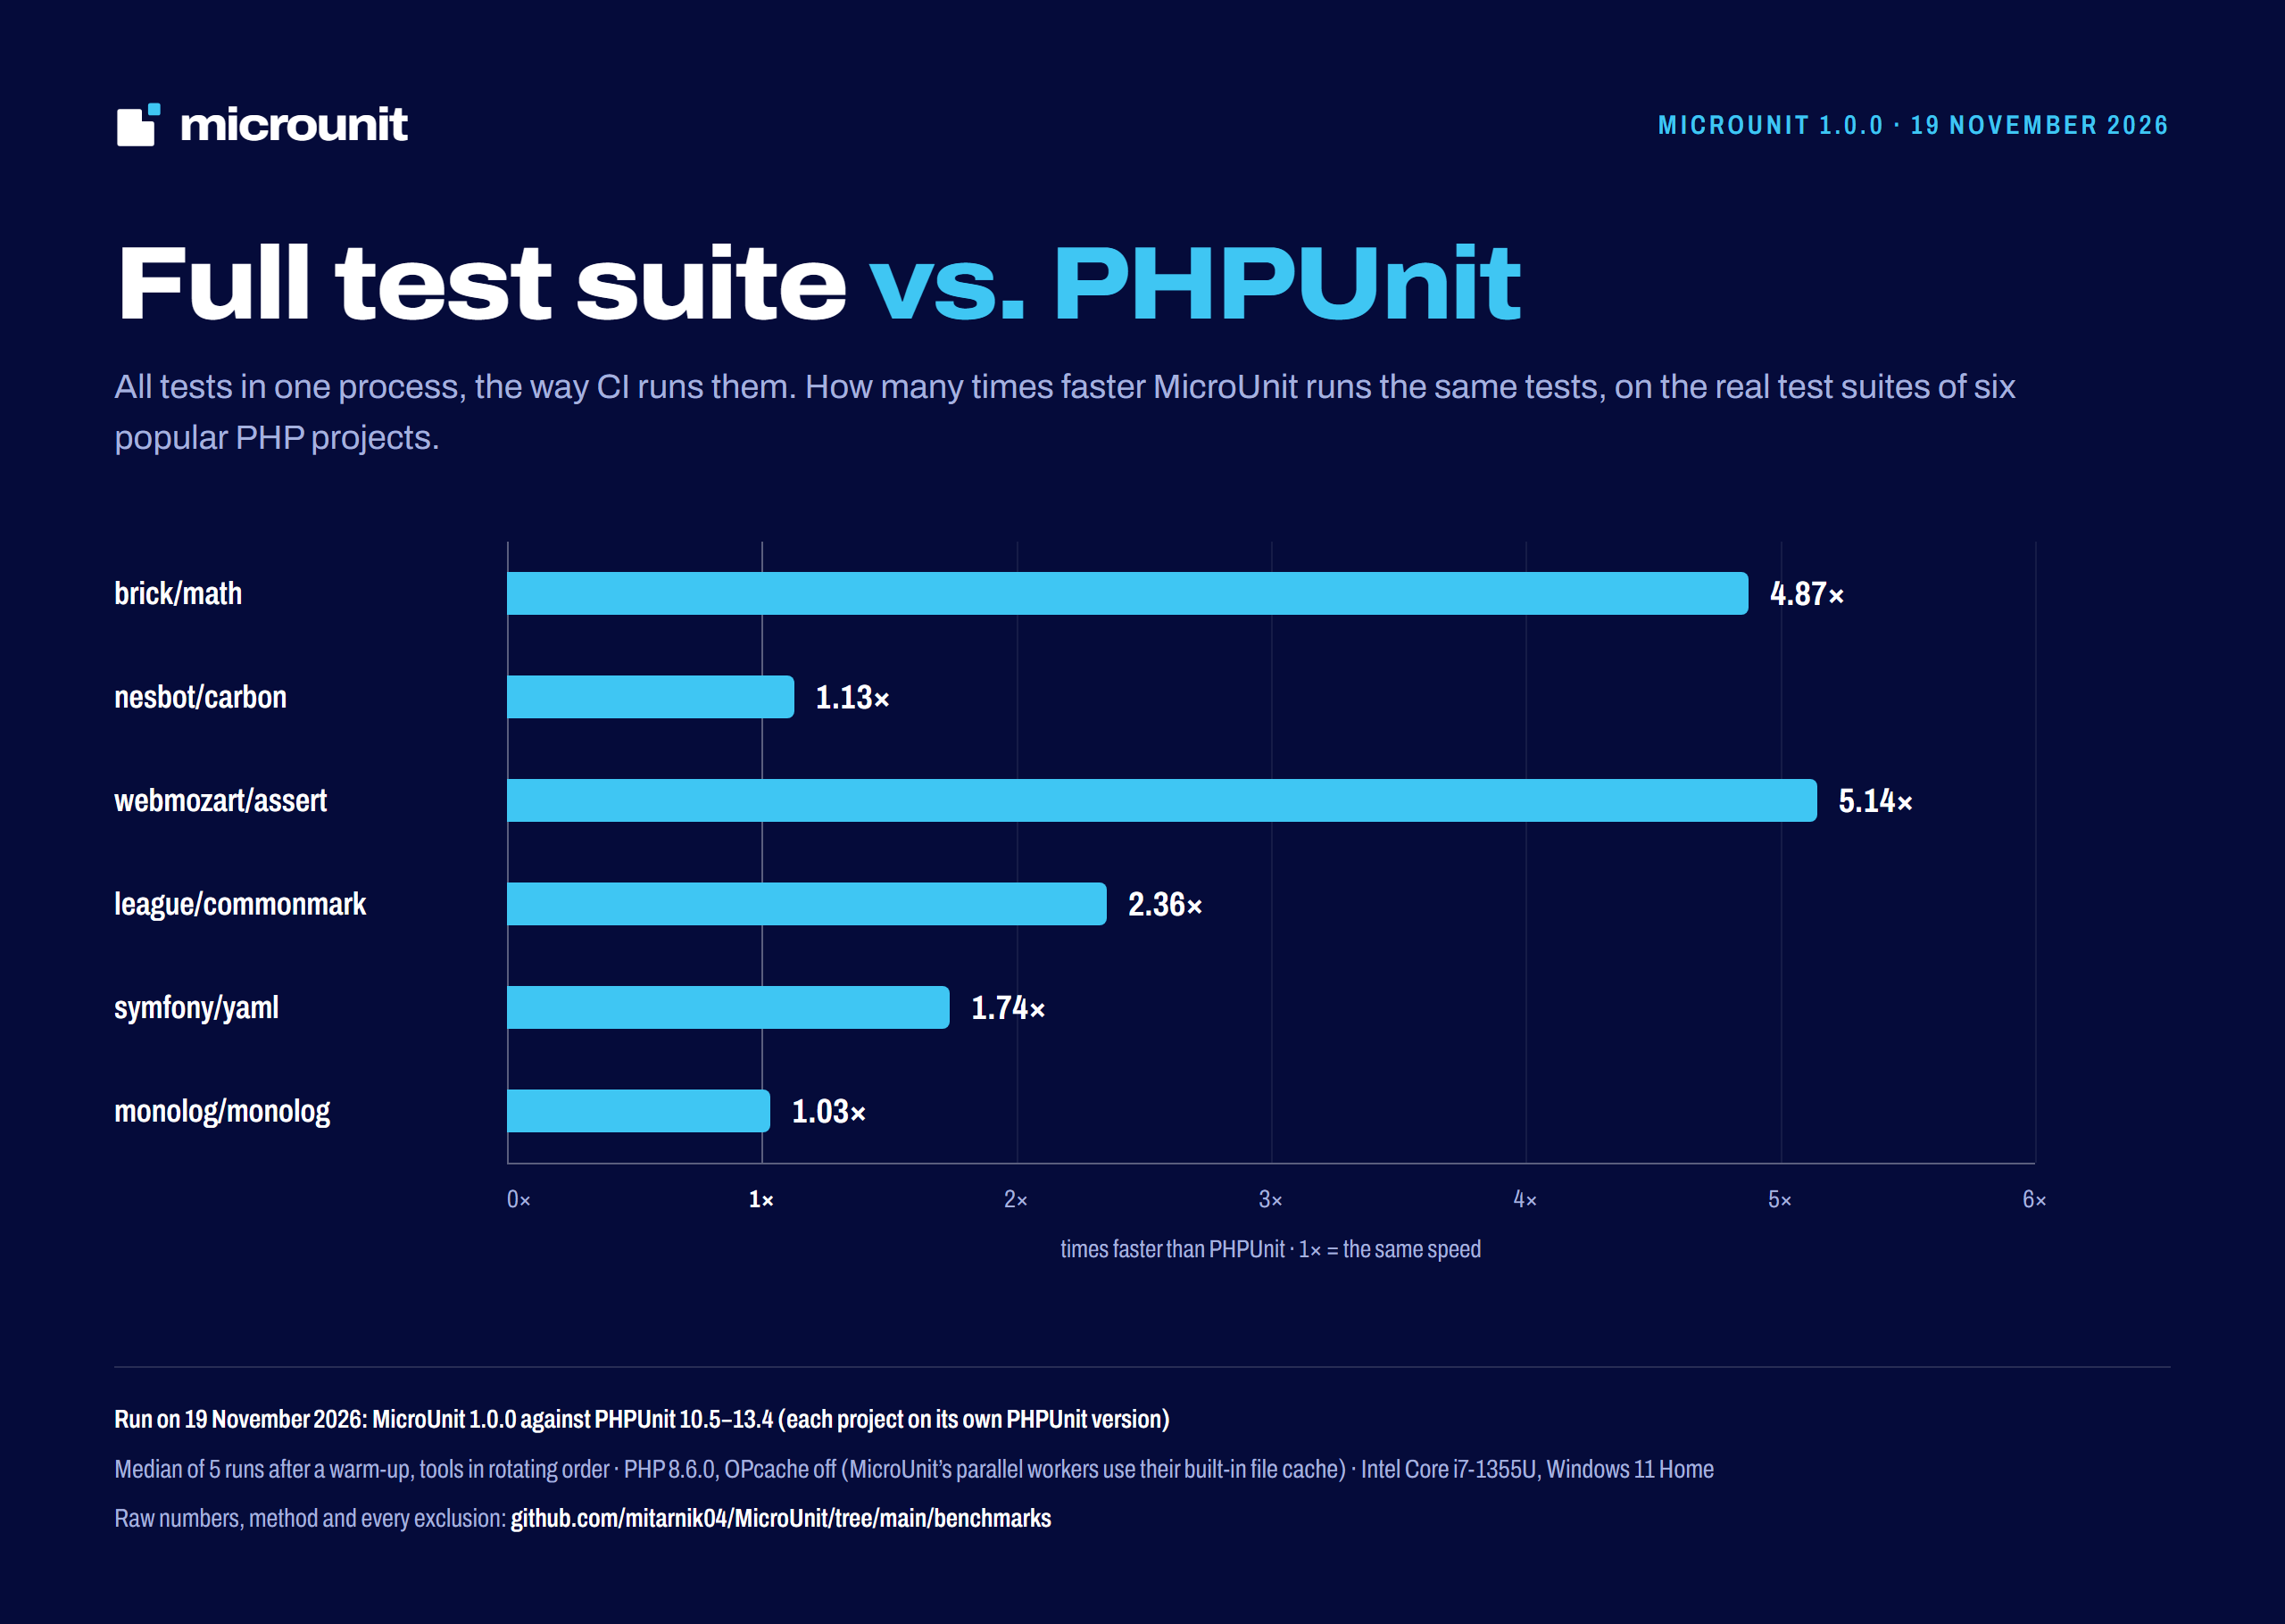 microunit
MICROUNIT 1.0.0 · 19 NOVEMBER 2026
Full test suite vs. PHPUnit
All tests in one process, the way CI runs them. How many times faster MicroUnit runs the same tests, on the real test suites of six
popular PHP projects.
brick/math 4.87×
nesbot/carbon 1.13×
webmozart/assert 5.14×
league/commonmark 2.36×
symfony/yaml 1.74×
monolog/monolog 1.03×
0× 1× 2× 3× 4× 5× 6×
times faster than PHPUnit · 1× = the same speed
Run on 19 November 2026: MicroUnit 1.0.0 against PHPUnit 10.5–13.4 (each project on its own PHPUnit version)
Median of 5 runs after a warm-up, tools in rotating order · PHP 8.6.0, OPcache off (MicroUnit’s parallel workers use their built-in file cache) · Intel Core i7-1355U, Windows 11 Home
Raw numbers, method and every exclusion: github.com/mitarnik04/MicroUnit/tree/main/benchmarks